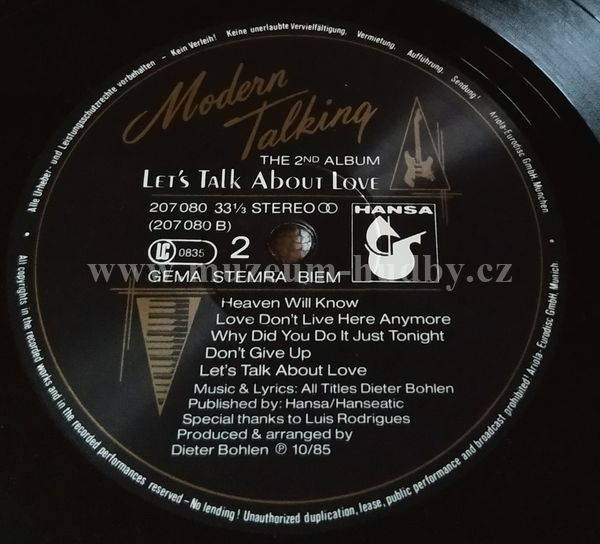 Alle Urheber- und Leistungsschutzrechte vorbehalten - Kein Verleih! Keine unerlaubte Vervielfältigung, Vermietung, Aufführung, Sendung! Ariola-Eurodisc GmbH, München
Modern
Talking
THE 2ND ALBUM
LET'S TALK ABOUT LOVE
207 080 33⅓ STEREO
(207 080 B)
HANSA
LC 0835 2
GEMA STEMRA BIEM
www.muzeum-hudby.cz
Heaven Will Know
Love Don't Live Here Anymore
Why Did You Do It Just Tonight
Don't Give Up
Let's Talk About Love
Music & Lyrics: All Titles Dieter Bohlen
Published by: Hansa/Hanseatic
Special thanks to Luis Rodrigues
Produced & arranged by
Dieter Bohlen ℗ 10/85
All copyrights in the recorded works and in the recorded performances reserved - No lending! Unauthorized duplication, lease, public performance and broadcast prohibited! Ariola-Eurodisc GmbH, Munich.